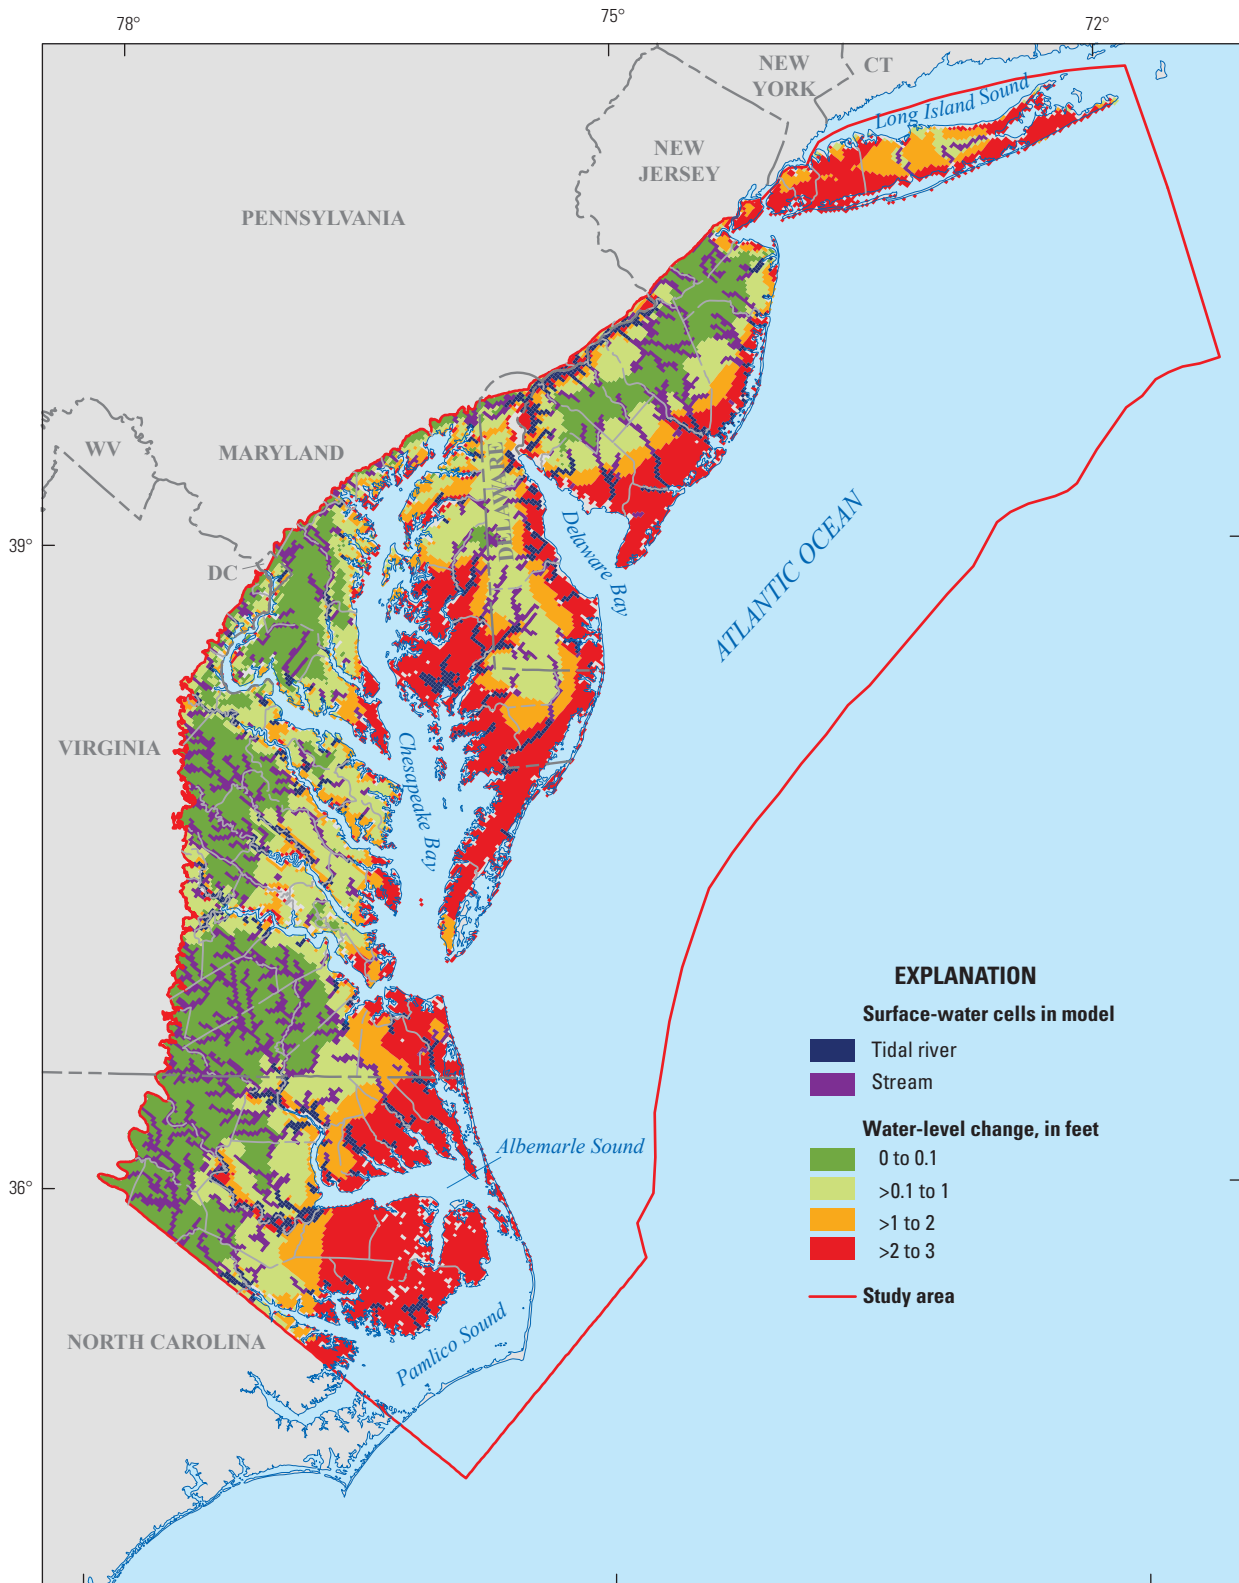 78°
75°
72°
NEW
YORK
CT
Long Island Sound
NEW
JERSEY
PENNSYLVANIA
WV
MARYLAND
DELAWARE
Delaware Bay
ATLANTIC OCEAN
39°
DC
VIRGINIA
Chesapeake Bay
EXPLANATION
Surface-water cells in model
Tidal river
Stream
Water-level change, in feet
0 to 0.1
>0.1 to 1
>1 to 2
>2 to 3
Study area
Albemarle Sound
36°
NORTH CAROLINA
Pamlico Sound